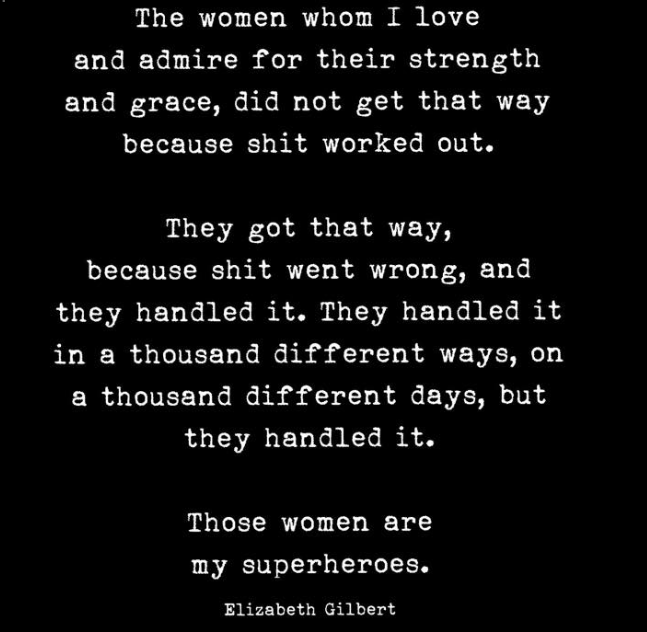 The women whom I love
and admire for their strength
and grace, did not get that way
because shit worked out.
They got that way,
because shit went wrong, and
they handled it. They handled it
in a thousand different ways, on
a thousand different days, but
they handled it.
Those women are
my superheroes.
Elizabeth Gilbert